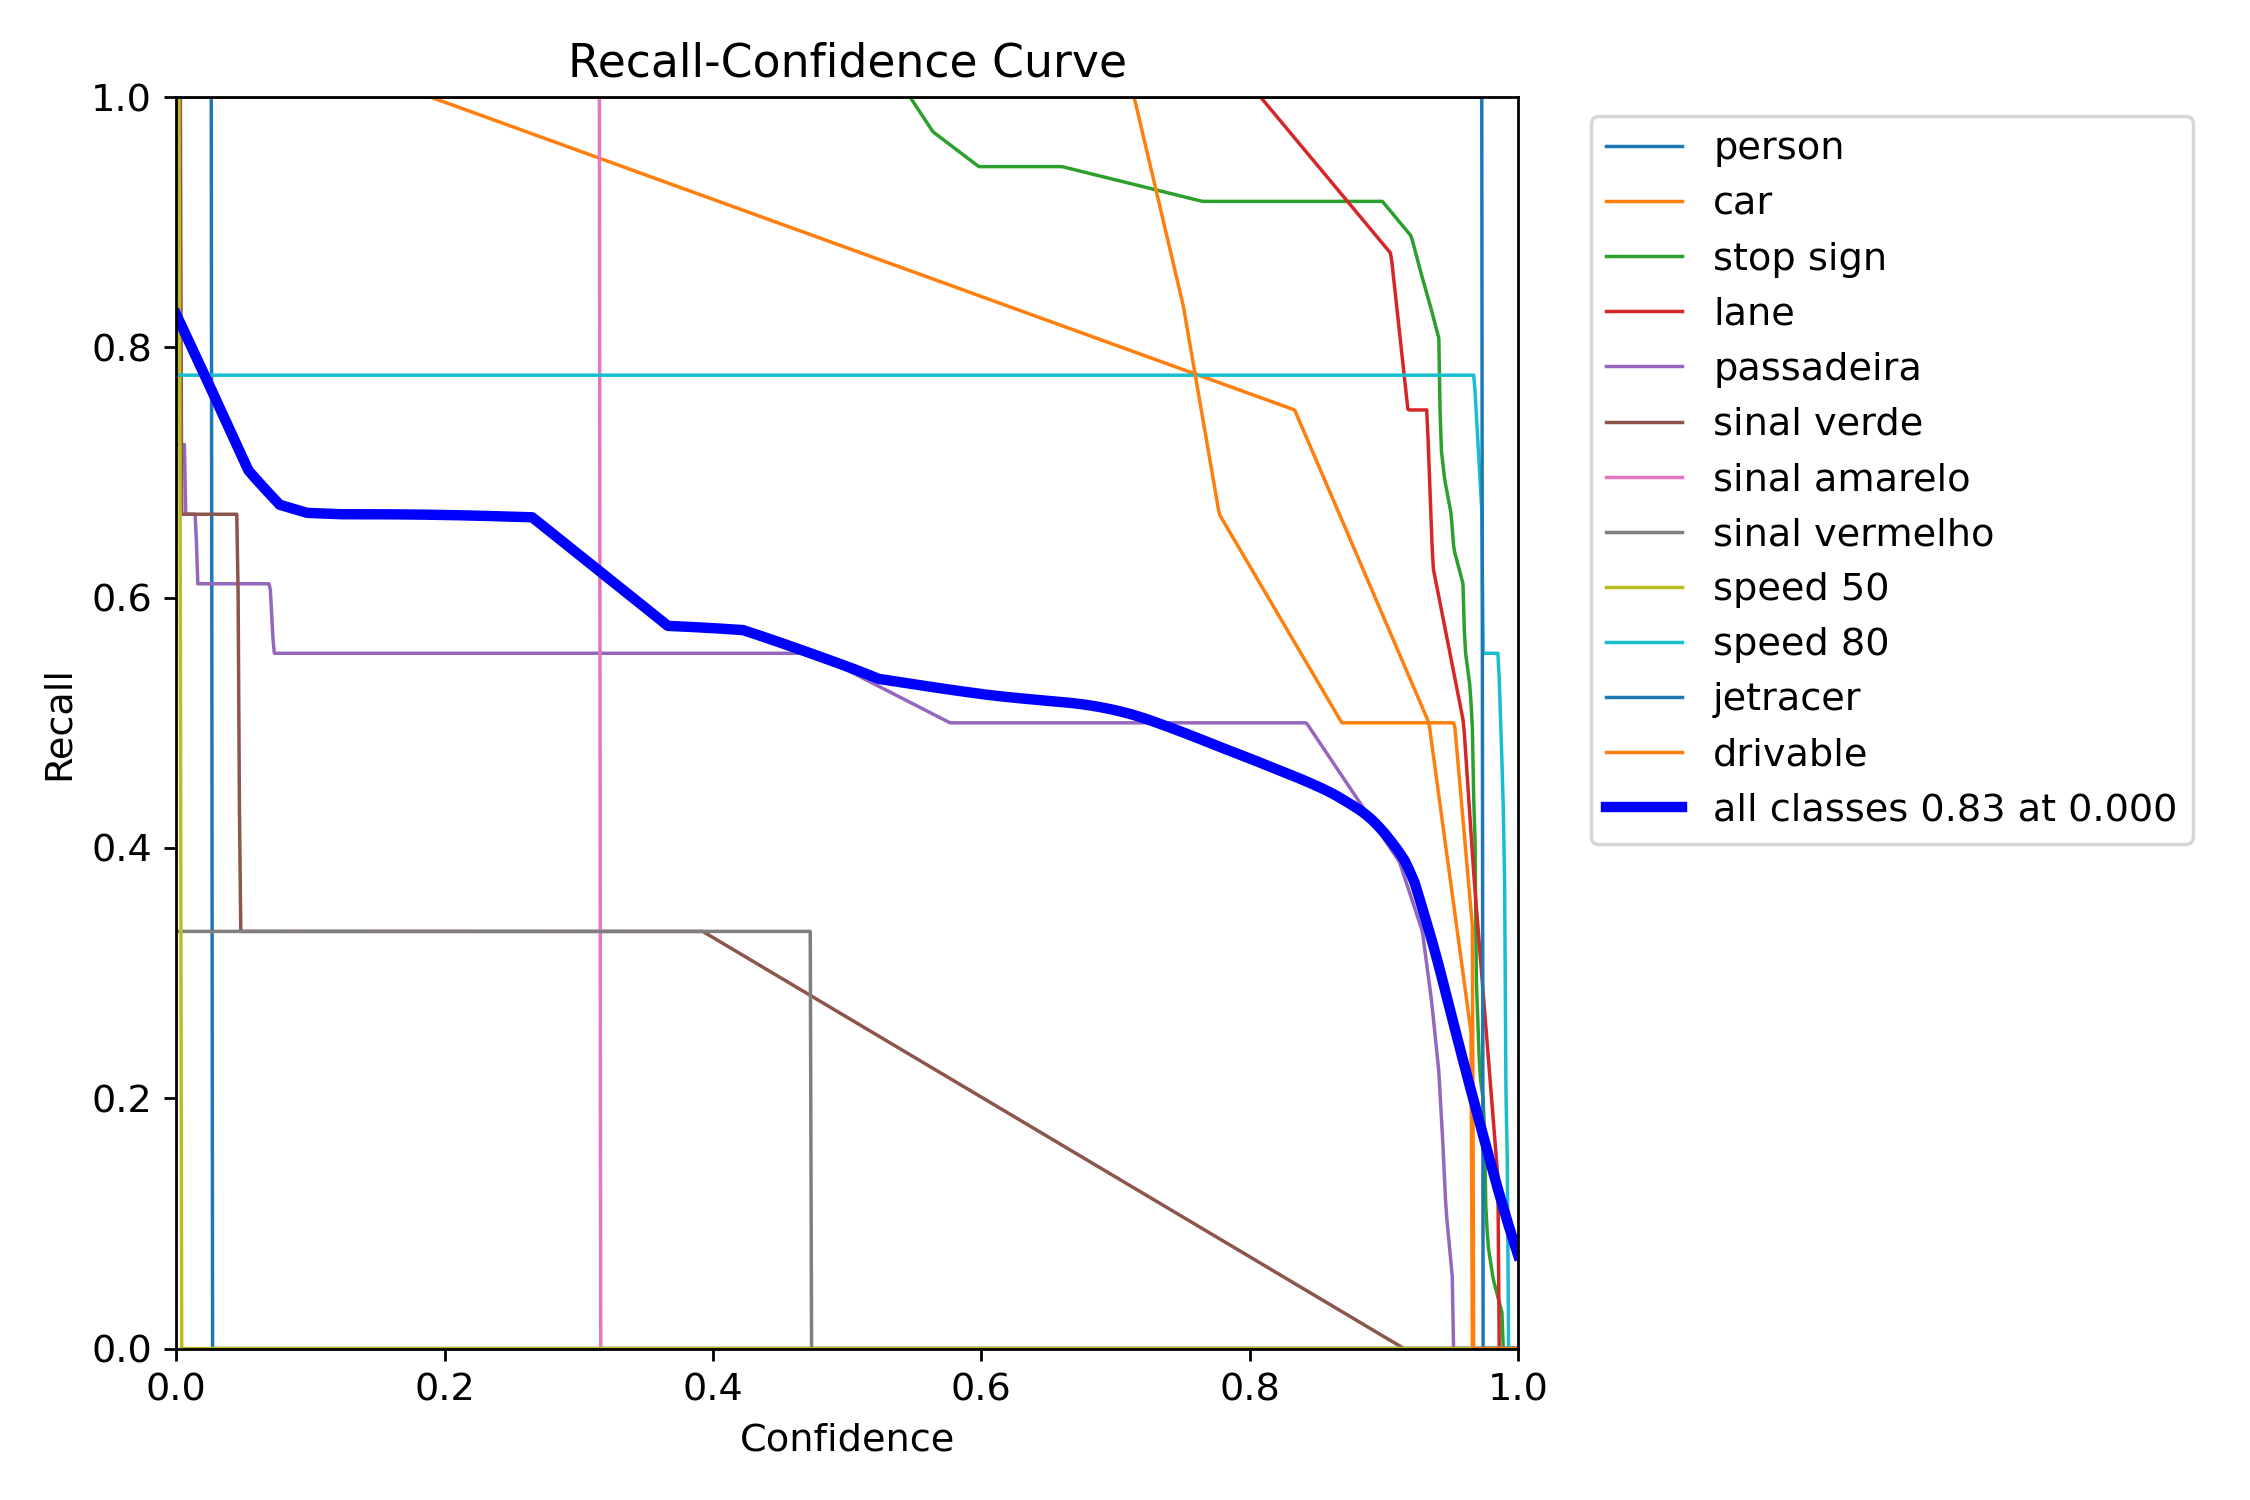 Recall-Confidence Curve
1.0
0.8
0.6
0.4
0.2
0.0
Recall
0.0 0.2 0.4 0.6 0.8 1.0
Confidence
person
car
stop sign
lane
passadeira
sinal verde
sinal amarelo
sinal vermelho
speed 50
speed 80
jetracer
drivable
all classes 0.83 at 0.000